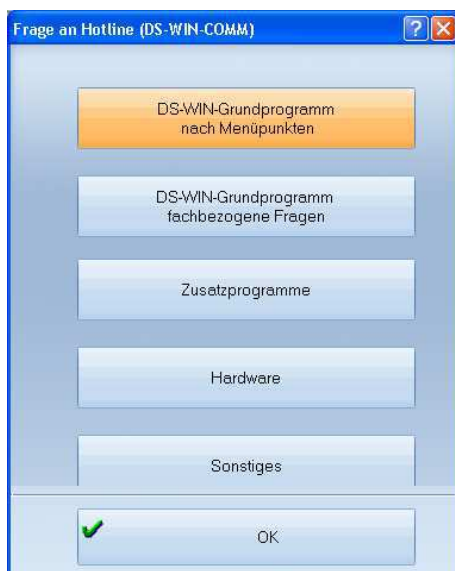 Frage an Hotline (DS-WIN-COMM)
DS-WIN-Grundprogramm
nach Menüpunkten
DS-WIN-Grundprogramm
fachbezogene Fragen
Zusatzprogramme
Hardware
Sonstiges
OK